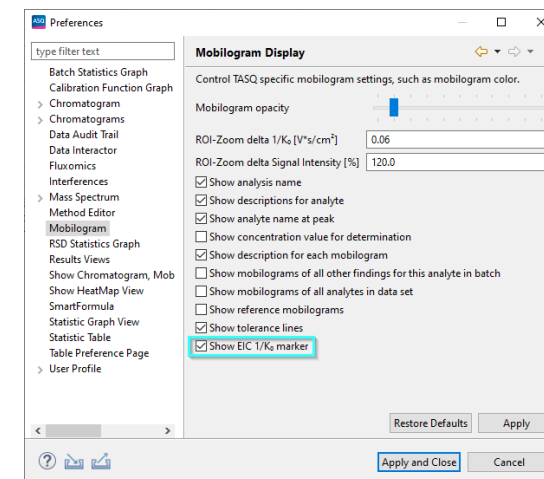 ASQ Preferences
type filter text
Batch Statistics Graph
Calibration Function Graph
Chromatogram
Chromatograms
Data Audit Trail
Data Interactor
Fluxomics
Interferences
Mass Spectrum
Method Editor
Mobilogram
RSD Statistics Graph
Results Views
Show Chromatogram, Mob
Show HeatMap View
SmartFormula
Statistic Graph View
Statistic Table
Table Preference Page
User Profile
Mobilogram Display
Control TASQ specific mobilogram settings, such as mobilogram color.
Mobilogram opacity
ROI-Zoom delta 1/K₀ [V*s/cm²] 0.06
ROI-Zoom delta Signal Intensity [%] 120.0
Show analysis name
Show descriptions for analyte
Show analyte name at peak
Show concentration value for determination
Show description for each mobilogram
Show mobilograms of all other findings for this analyte in batch
Show mobilograms of all analytes in data set
Show reference mobilograms
Show tolerance lines
Show EIC 1/K₀ marker
Restore Defaults Apply
Apply and Close Cancel